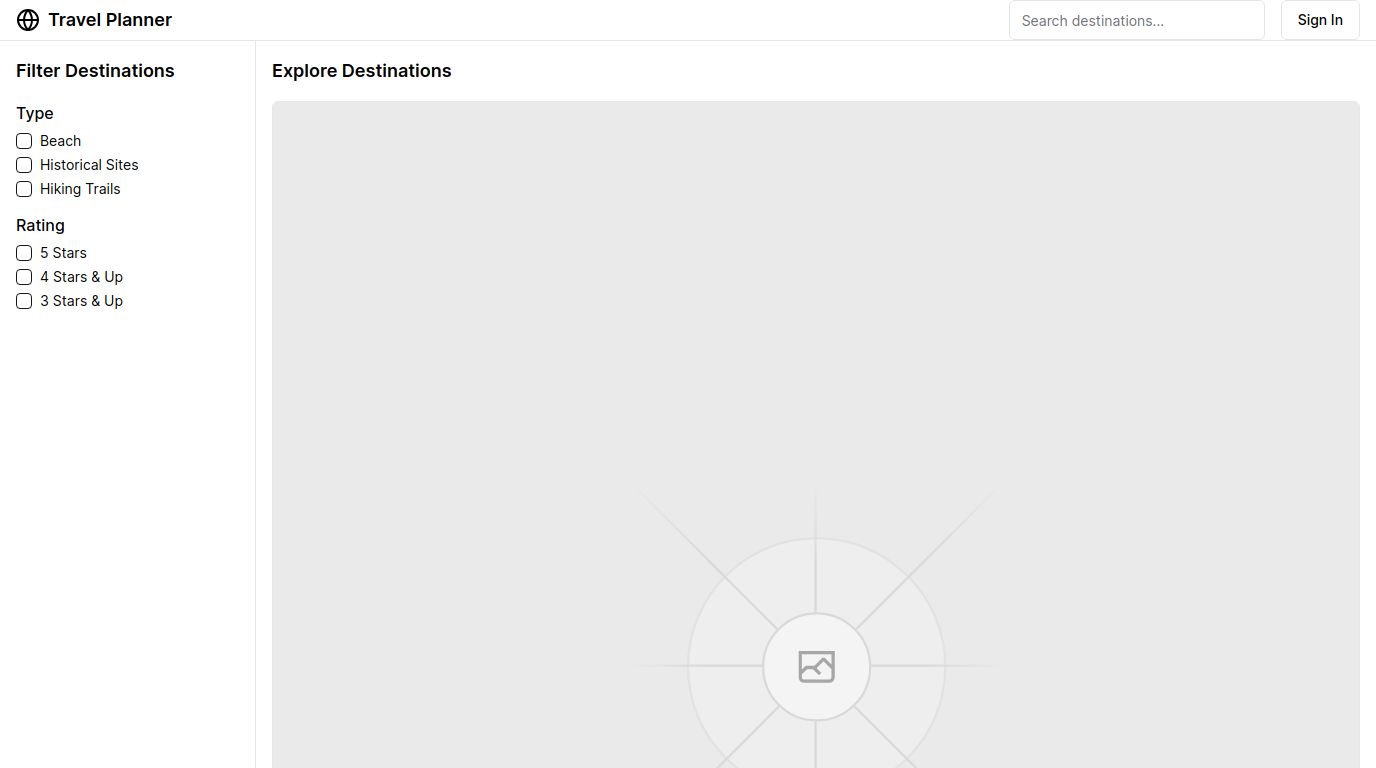 Travel Planner
Search destinations...
Sign In
Filter Destinations
Type
Beach
Historical Sites
Hiking Trails
Rating
5 Stars
4 Stars & Up
3 Stars & Up
Explore Destinations